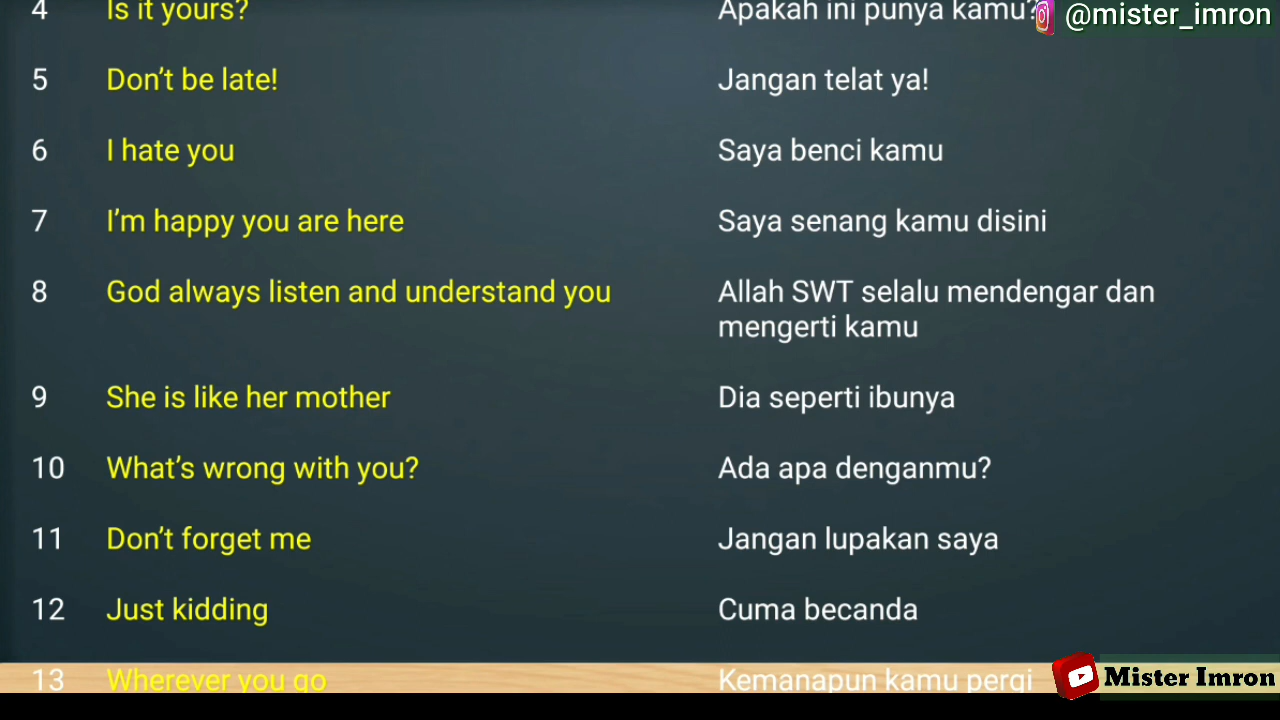 4 Is it yours? Apakah ini punya kamu?
@mister_imron
5 Don't be late! Jangan telat ya!
6 I hate you Saya benci kamu
7 I'm happy you are here Saya senang kamu disini
8 God always listen and understand you Allah SWT selalu mendengar dan
mengerti kamu
9 She is like her mother Dia seperti ibunya
10 What's wrong with you? Ada apa denganmu?
11 Don't forget me Jangan lupakan saya
12 Just kidding Cuma becanda
13 Wherever you go Kemanapun kamu pergi
Mister Imron